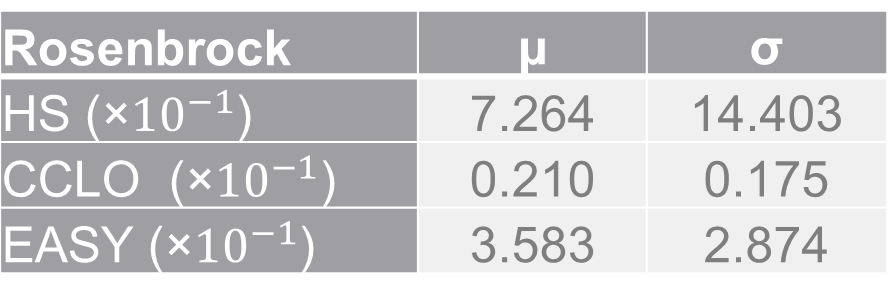 Rosenbrock μ σ
HS (×10⁻¹) 7.264 14.403
CCLO (×10⁻¹) 0.210 0.175
EASY (×10⁻¹) 3.583 2.874